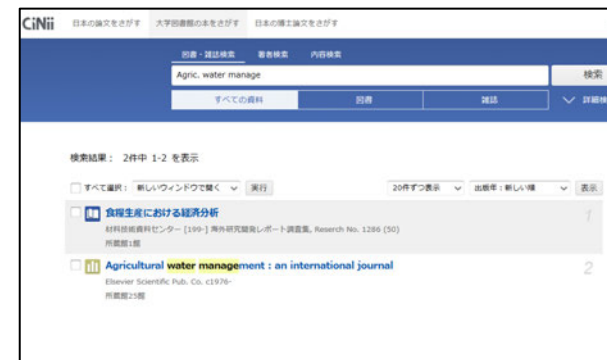 CiNii 日本の論文をさがす 大学図書館の本をさがす 日本の博士論文をさがす
図書・雑誌検索 著者検索 内容検索
Agric. water manage 検索
すべての資料 図書 雑誌 詳細検
検索結果： 2件中 1-2 を表示
すべて選択： 新しいウィンドウで開く 実行 20件ずつ表示 出版年：新しい順 表示
食糧生産における経済分析 1
材料技術資料センター [199-] 海外研究開発レポート調査集, Reserch No. 1286 (50)
所蔵館1館
Agricultural water management : an international journal 2
Elsevier Scientific Pub. Co. c1976-
所蔵館25館